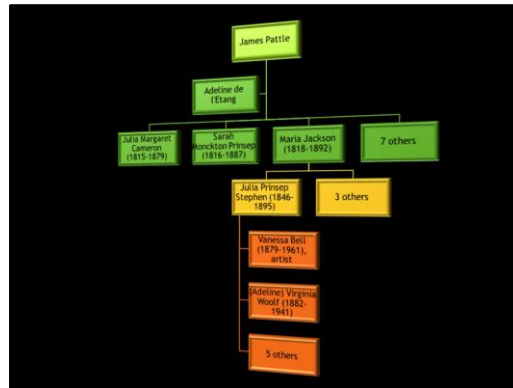 James Pattle
Adeline de
l'Etang
Julia Margaret
Cameron
(1815-1879)
Sarah
Monckton Prinsep
(1816-1887)
Maria Jackson
(1818-1892)
7 others
Julia Prinsep
Stephen (1846-
1895)
3 others
Vanessa Bell
(1879-1961),
artist
(Adeline) Virginia
Woolf (1882-
1941)
5 others